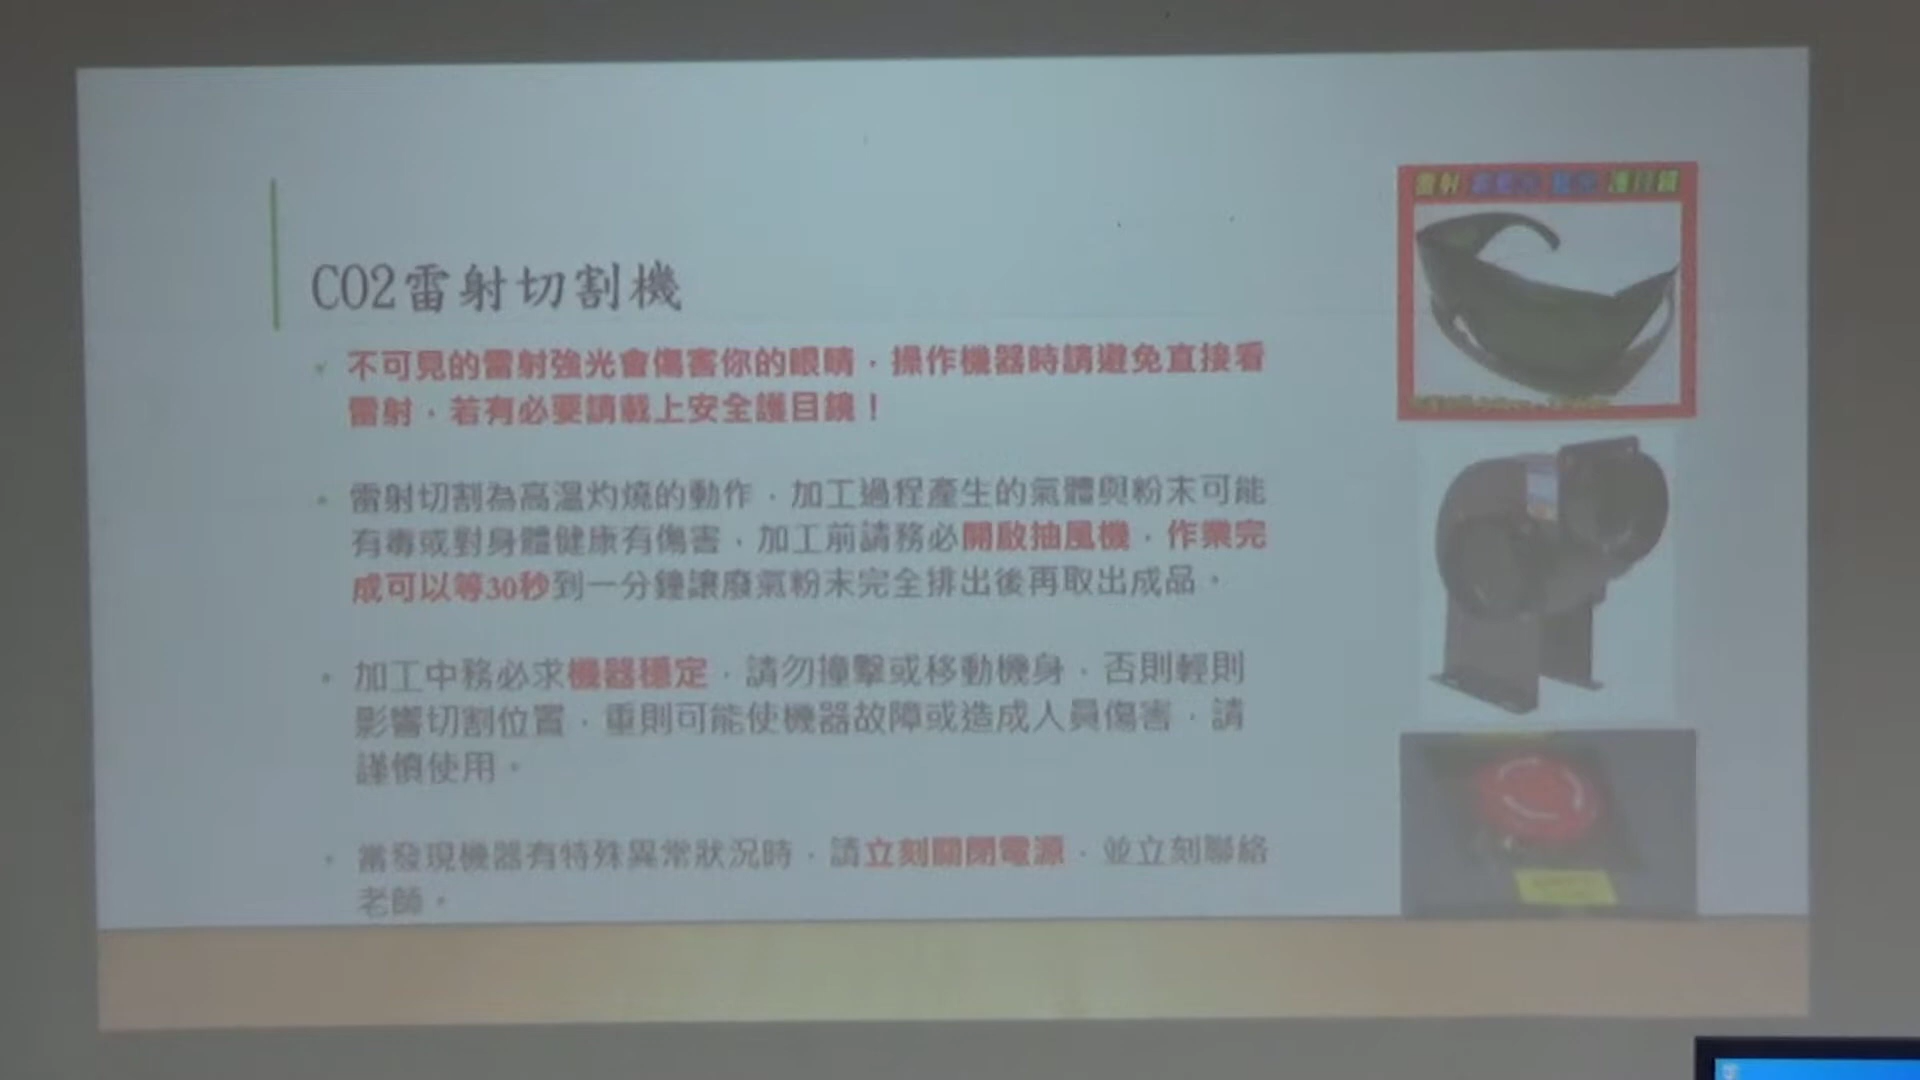 CO2雷射切割機
不可見的雷射強光會傷害你的眼睛，操作機器時請避免直接看
雷射，若有必要請載上安全護目鏡！
雷射切割為高溫灼燒的動作，加工過程產生的氣體與粉末可能
有毒或對身體健康有傷害，加工前請務必開啟抽風機，作業完
成可以等30秒到一分鐘讓廢氣粉末完全排出後再取出成品。
加工中務必求機器穩定，請勿撞擊或移動機身，否則輕則
影響切割位置，重則可能使機器故障或造成人員傷害，請
謹慎使用。
當發現機器有特殊異常狀況時，請立刻關閉電源，並立刻聯絡
老師。
雷射 護目鏡